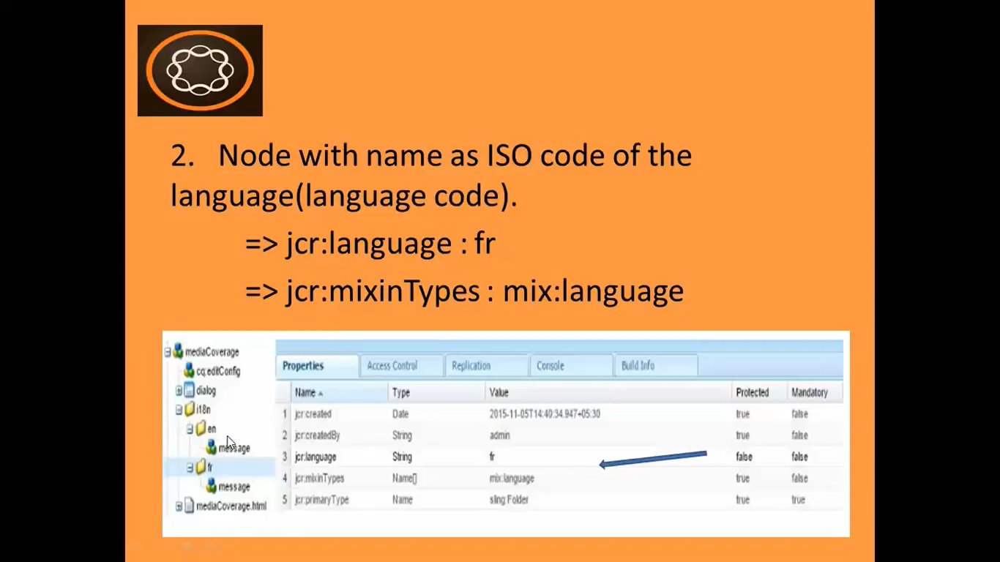 2. Node with name as ISO code of the
language(language code).
=> jcr:language : fr
=> jcr:mixinTypes : mix:language
mediaCoverage
cq:editConfig
dialog
i18n
en
message
fr
message
mediaCoverage.html
Properties Access Control Replication Console Build Info
Name Type Value Protected Mandatory
1 jcr:created Date 2015-11-05T14:40:34.947+05:30 true false
2 jcr:createdBy String admin true false
3 jcr:language String fr false false
4 jcr:mixinTypes Name[] mix:language true false
5 jcr:primaryType Name sling:Folder true true